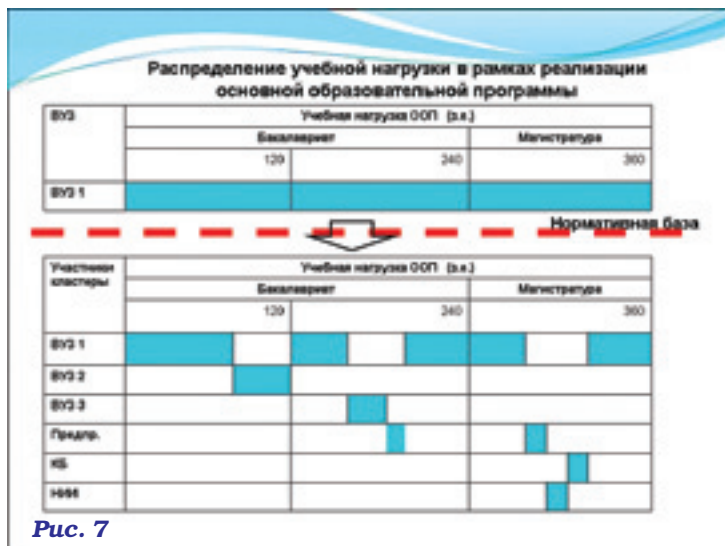 Распределение учебной нагрузки в рамках реализации
основной образовательной программы
ВУЗ
Учебная нагрузка ООП (з.е.)
Бакалавриат
Магистратура
120
240
360
ВУЗ 1
Нормативная база
Участники
кластеры
Учебная нагрузка ООП (з.е.)
Бакалавриат
Магистратура
120
240
360
ВУЗ 1
ВУЗ 2
ВУЗ 3
Предпр.
КБ
НИИ
Рис. 7